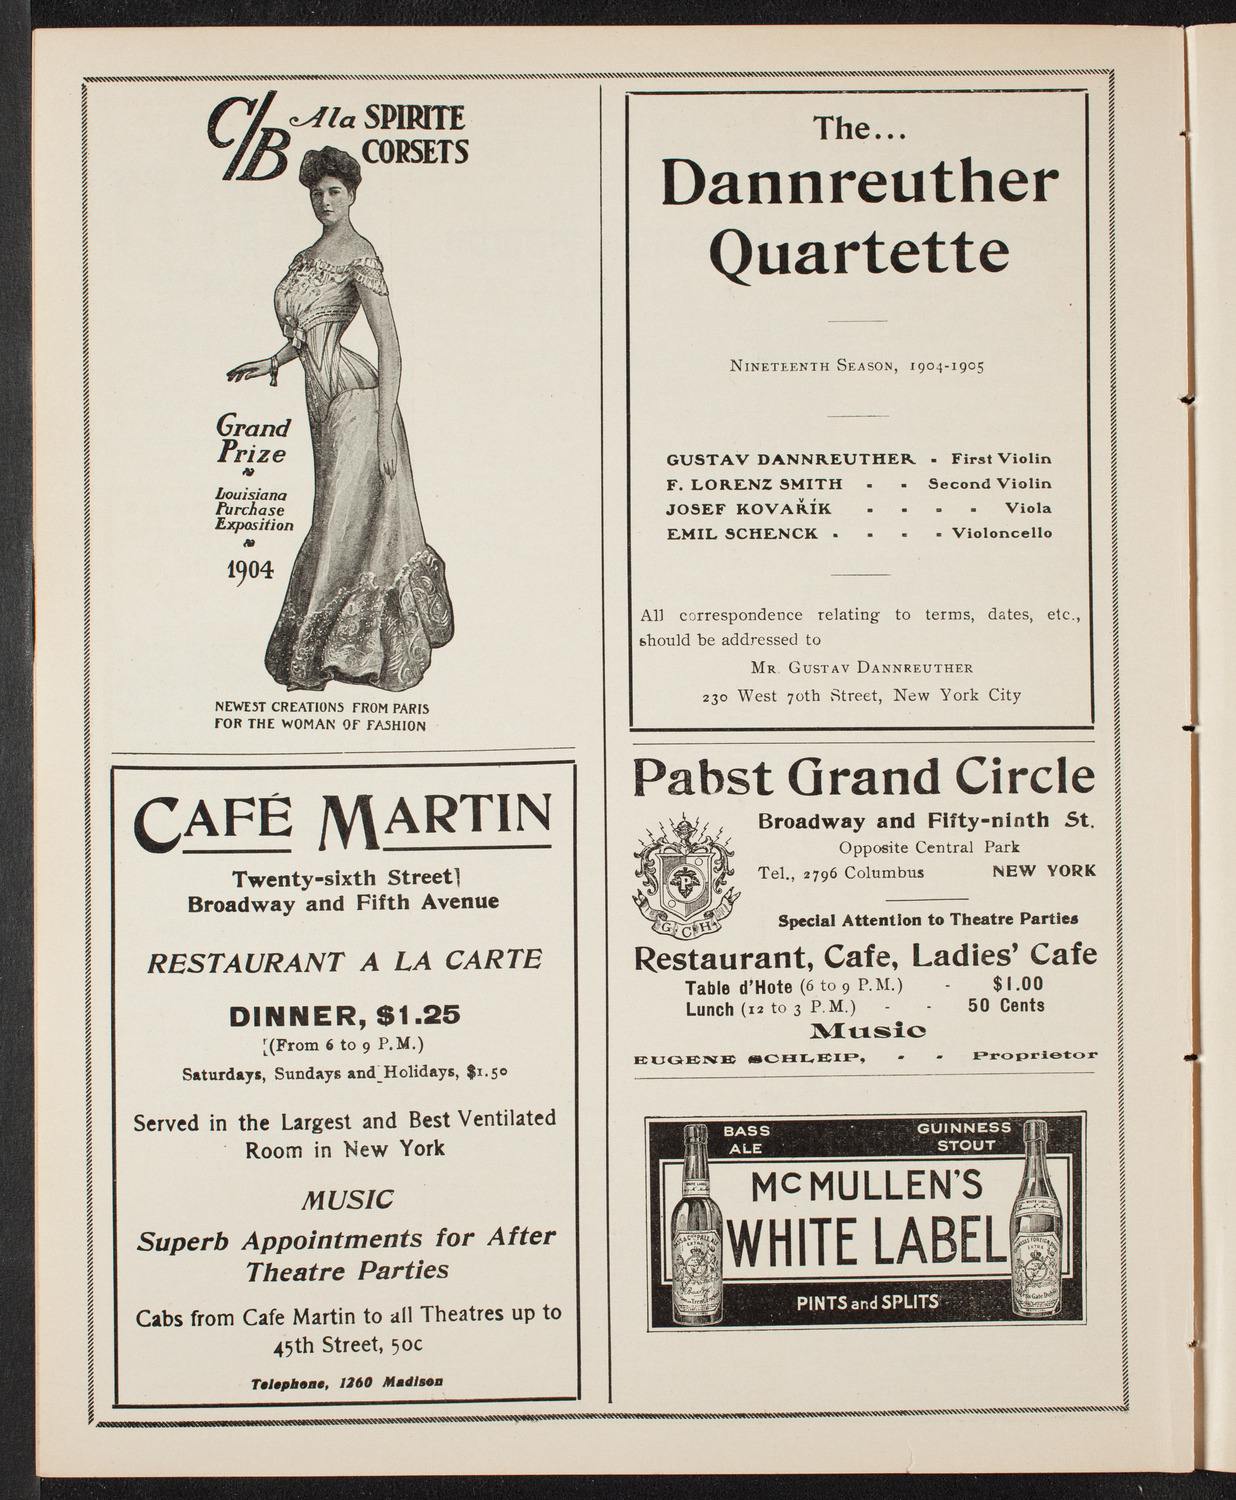 C/B Ala SPIRITE
CORSETS
Grand
Prize
Louisiana
Purchase
Exposition
1904
NEWEST CREATIONS FROM PARIS
FOR THE WOMAN OF FASHION
CAFÉ MARTIN
Twenty-sixth Street]
Broadway and Fifth Avenue
RESTAURANT A LA CARTE
DINNER, $1.25
[(From 6 to 9 P.M.)
Saturdays, Sundays and Holidays, $1.50
Served in the Largest and Best Ventilated
Room in New York
MUSIC
Superb Appointments for After
Theatre Parties
Cabs from Cafe Martin to all Theatres up to
45th Street, 50c
Telephone, 1260 Madison
The...
Dannreuther
Quartette
NINETEENTH SEASON, 1904-1905
GUSTAV DANNREUTHER - First Violin
F. LORENZ SMITH - - Second Violin
JOSEF KOVAŘÍK - - - - Viola
EMIL SCHENCK - - - - Violoncello
All correspondence relating to terms, dates, etc.,
should be addressed to
MR. GUSTAV DANNREUTHER
230 West 70th Street, New York City
Pabst Grand Circle
Broadway and Fifty-ninth St.
Opposite Central Park
Tel., 2796 Columbus NEW YORK
P
G C H
Special Attention to Theatre Parties
Restaurant, Cafe, Ladies' Cafe
Table d'Hote (6 to 9 P.M.) - $1.00
Lunch (12 to 3 P.M.) - - 50 Cents
Music
EUGENE SCHLEIP, - - Proprietor
BASS
ALE
GUINNESS
STOUT
McMULLEN'S
WHITE LABEL
PINTS and SPLITS